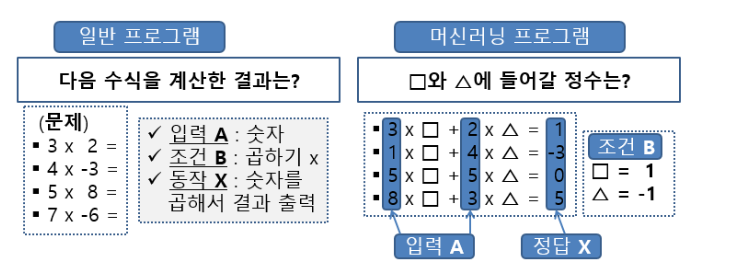 일반 프로그램
다음 수식을 계산한 결과는?
(문제)
▪ 3 x 2 =
▪ 4 x -3 =
▪ 5 x 8 =
▪ 7 x -6 =
✓ 입력 A : 숫자
✓ 조건 B : 곱하기 x
✓ 동작 X : 숫자를
곱해서 결과 출력
머신러닝 프로그램
□와 △에 들어갈 정수는?
▪ 3 x □ + 2 x △ = 1
▪ 1 x □ + 4 x △ = -3
▪ 5 x □ + 5 x △ = 0
▪ 8 x □ + 3 x △ = 5
입력 A
정답 X
조건 B
□ = 1
△ = -1